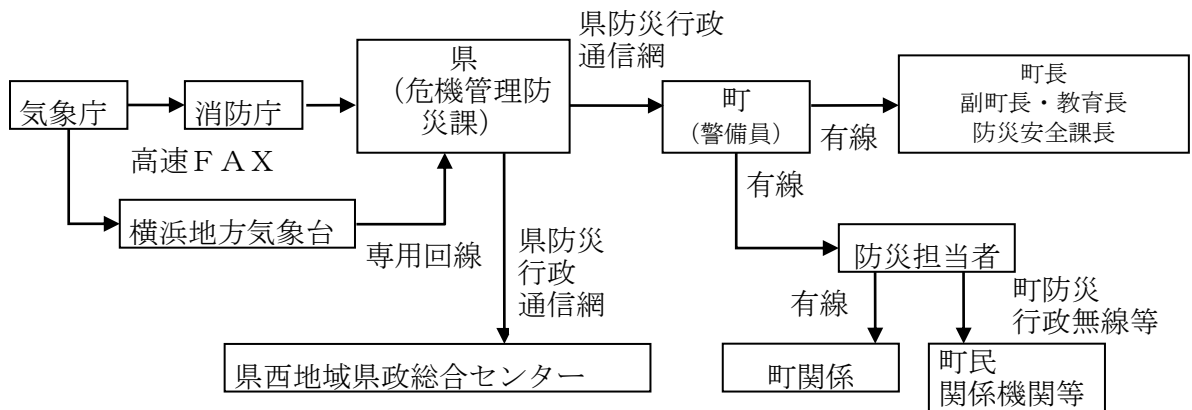 県防災行政
通信網
県
(危機管理防
災課)
町
(警備員)
町長
副町長・教育長
防災安全課長
気象庁
消防庁
有線
高速ＦＡＸ
有線
横浜地方気象台
専用回線
県防災
行政
通信網
防災担当者
有線
町防災
行政無線等
県西地域県政総合センター
町関係
町民
関係機関等